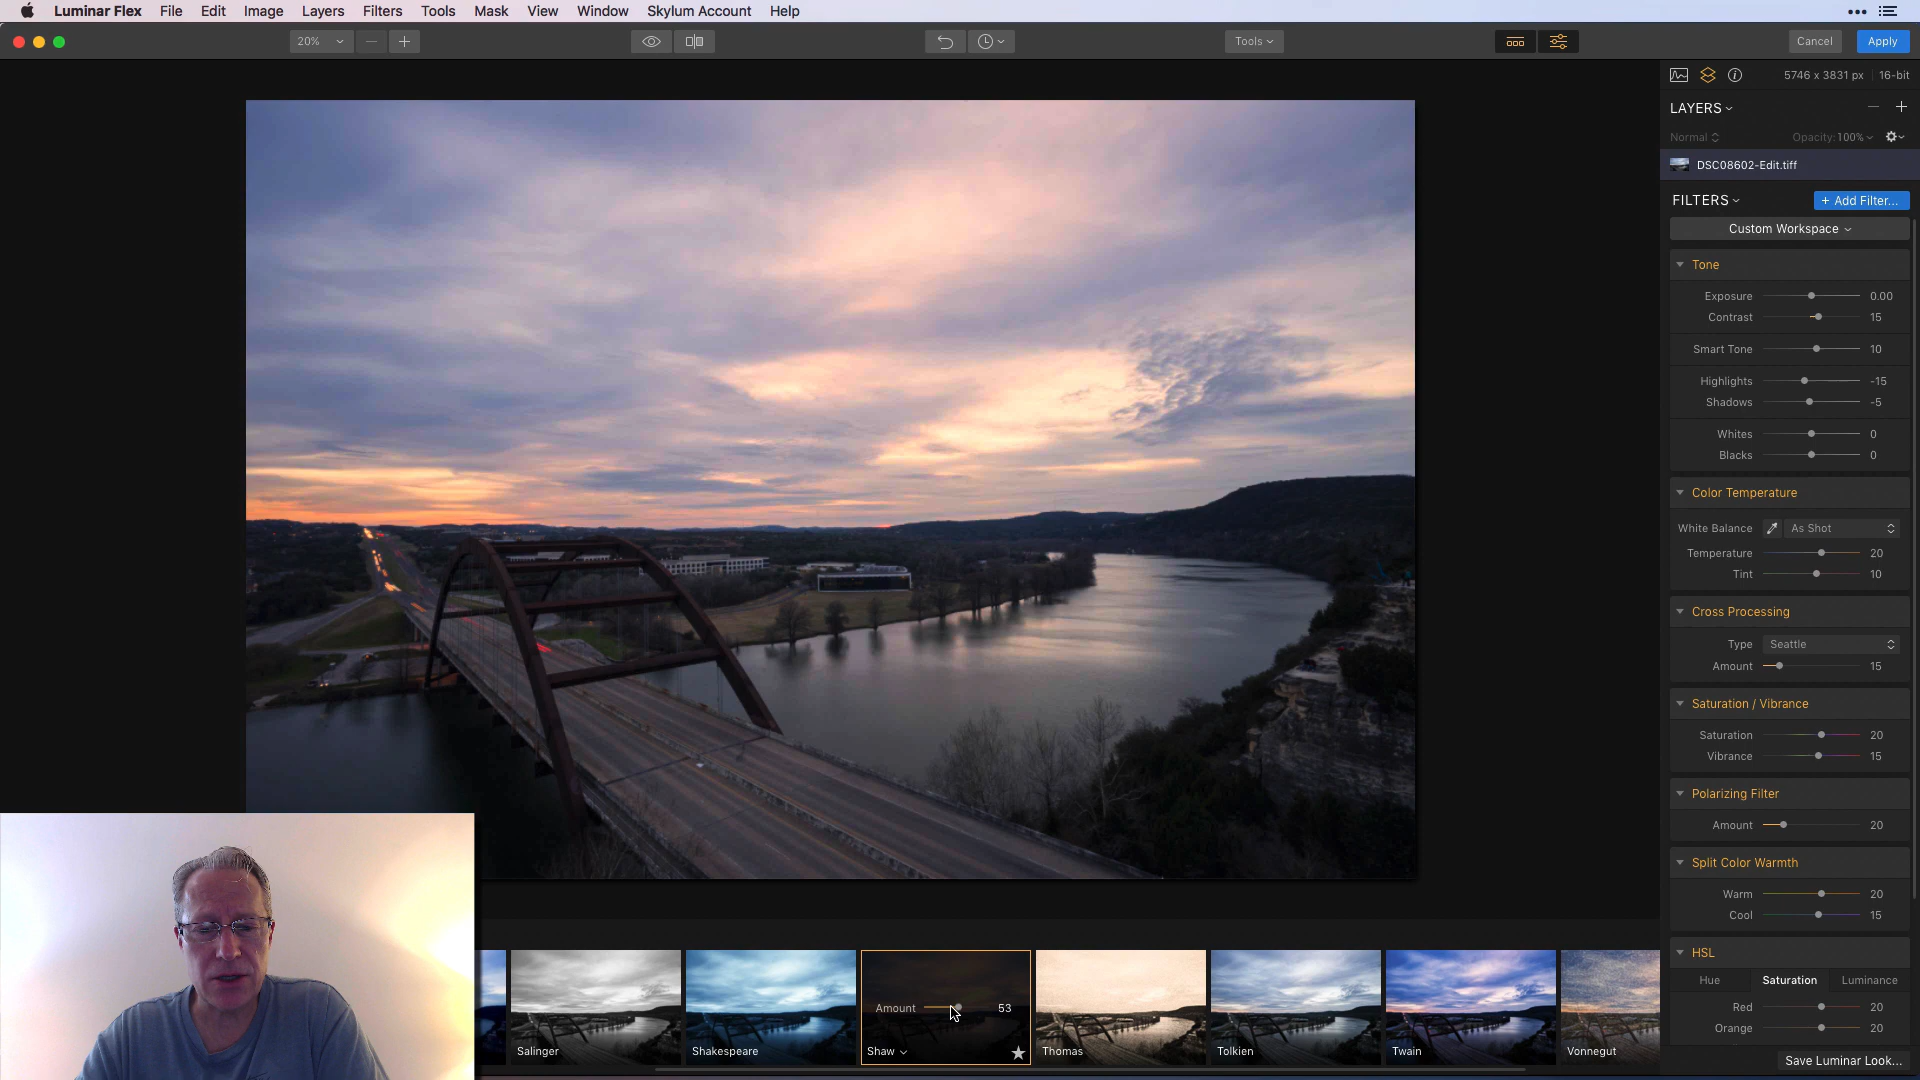 Luminar Flex File Edit Image Layers Filters Tools Mask View Window Skylum Account Help
20% Tools Cancel Apply
5746 x 3831 px 16-bit
LAYERS
Normal Opacity: 100%
DSC08602-Edit.tiff
FILTERS + Add Filter...
Custom Workspace
Tone
Exposure 0.00
Contrast 15
Smart Tone 10
Highlights -15
Shadows -5
Whites 0
Blacks 0
Color Temperature
White Balance As Shot
Temperature 20
Tint 10
Cross Processing
Type Seattle
Amount 15
Saturation / Vibrance
Saturation 20
Vibrance 15
Polarizing Filter
Amount 20
Split Color Warmth
Warm 20
Cool 15
HSL
Hue Saturation Luminance
Red 20
Orange 20
Save Luminar Look...
Amount 53
Salinger Shakespeare Shaw Thomas Tolkien Twain Vonnegut